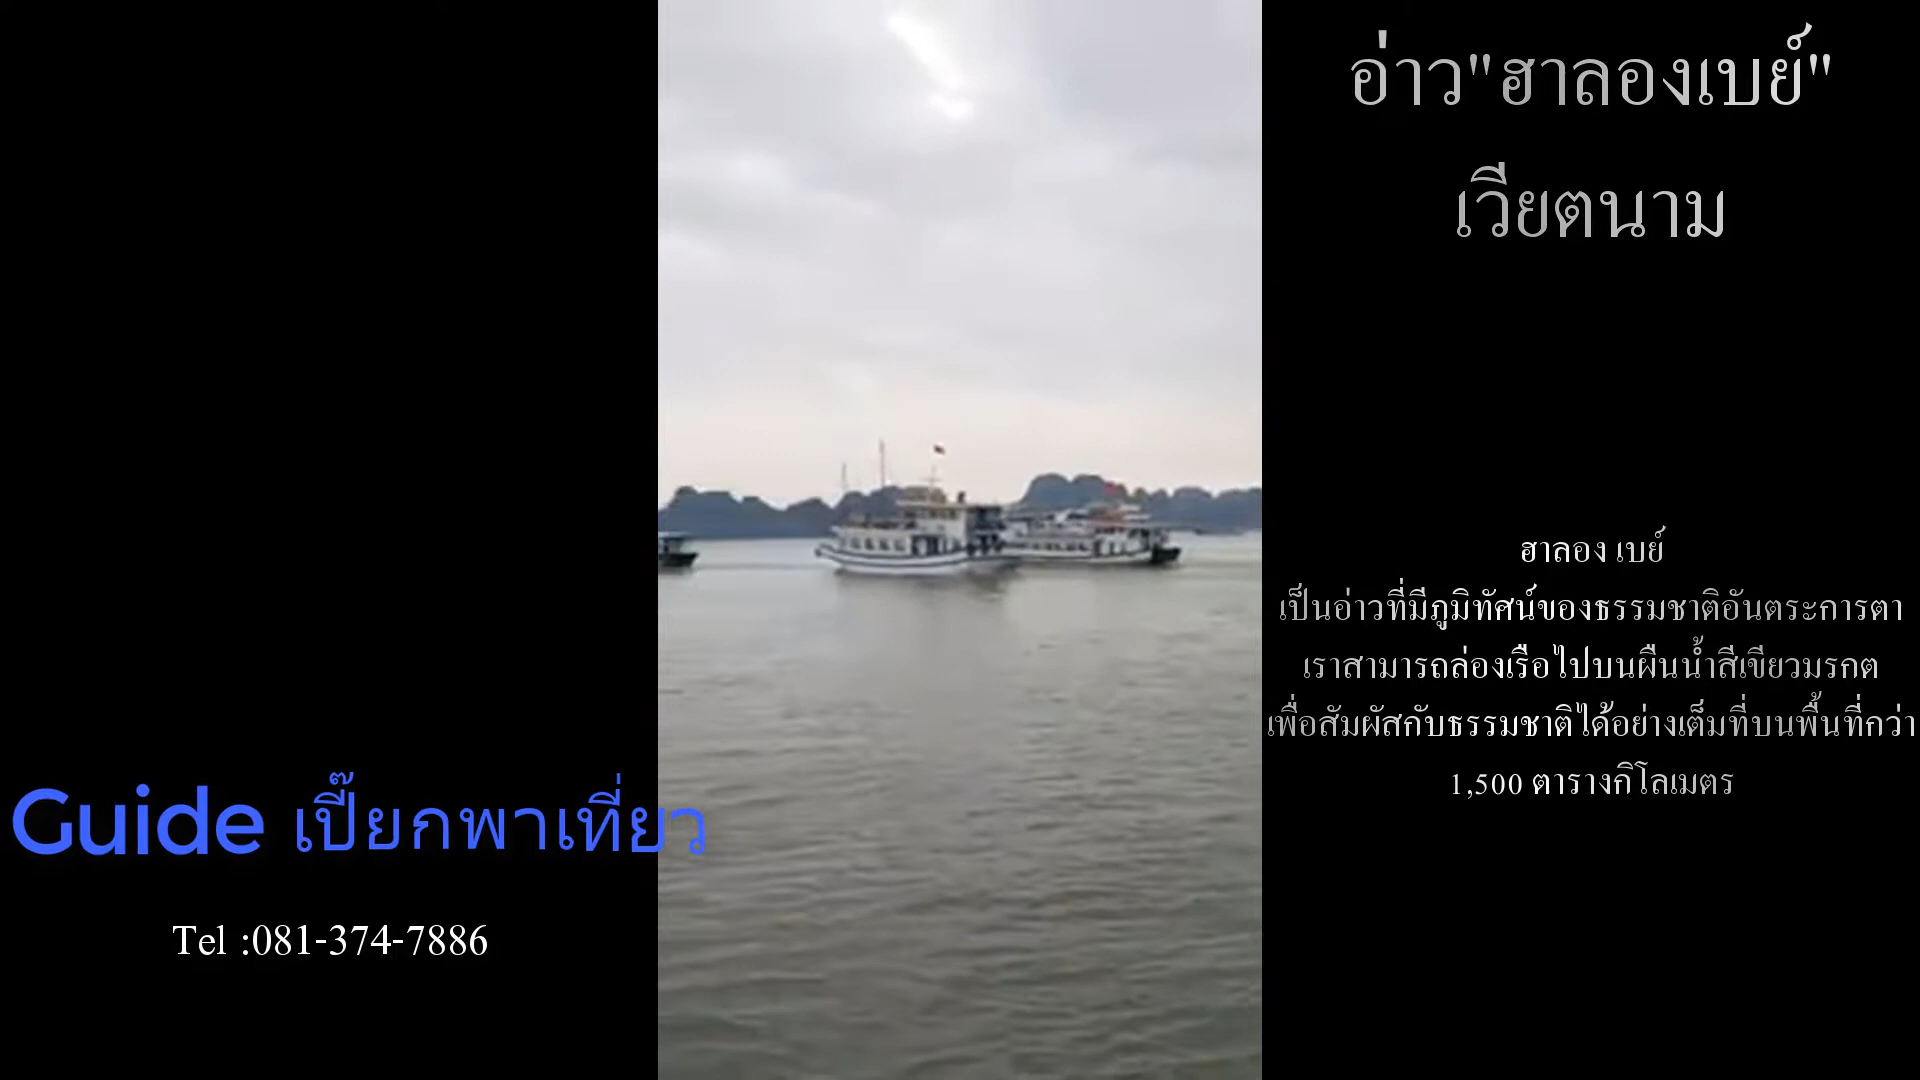 อ่าว"ฮาลองเบย์"
เวียตนาม
ฮาลอง เบย์
เป็นอ่าวที่มีภูมิทัศน์ของธรรมชาติอันตระการตา
เราสามารถล่องเรือไปบนผืนน้ำสีเขียวมรกต
เพื่อสัมผัสกับธรรมชาติได้อย่างเต็มที่บนพื้นที่กว่า
1,500 ตารางกิโลเมตร
Guide เปี๊ยกพาเที่ยว
Tel :081-374-7886